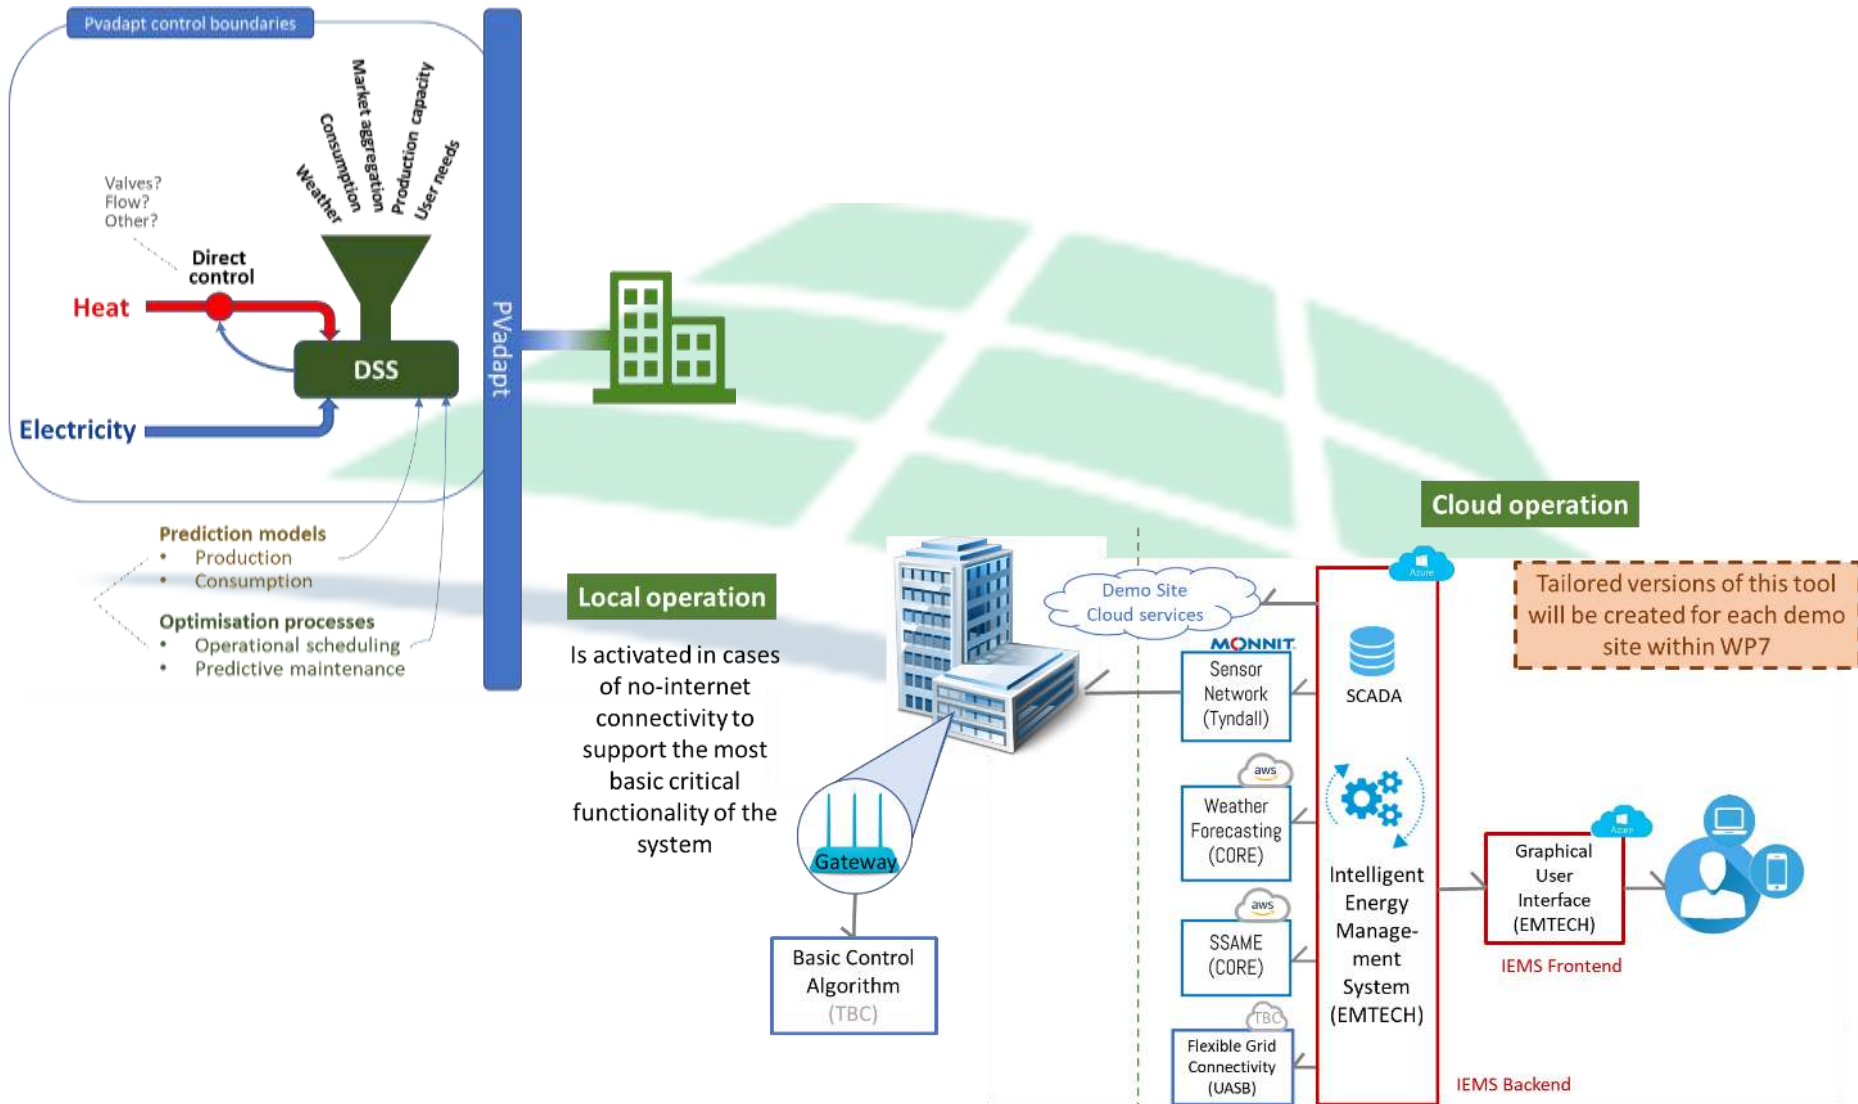 Pvadapt control boundaries
Weather
Consumption
Market aggregation
Production capacity
User needs
Valves?
Flow?
Other?
Direct
control
Heat
DSS
Electricity
PVadapt
Prediction models
• Production
• Consumption
Optimisation processes
• Operational scheduling
• Predictive maintenance
Local operation
Is activated in cases
of no-internet
connectivity to
support the most
basic critical
functionality of the
system
Gateway
Basic Control
Algorithm
(TBC)
Cloud operation
Demo Site
Cloud services
MONNIT
Sensor
Network
(Tyndall)
aws
Weather
Forecasting
(CORE)
aws
SSAME
(CORE)
TBC
Flexible Grid
Connectivity
(UASB)
Azure
SCADA
Intelligent
Energy
Manage-
ment
System
(EMTECH)
IEMS Backend
Azure
Graphical
User
Interface
(EMTECH)
IEMS Frontend
Tailored versions of this tool
will be created for each demo
site within WP7